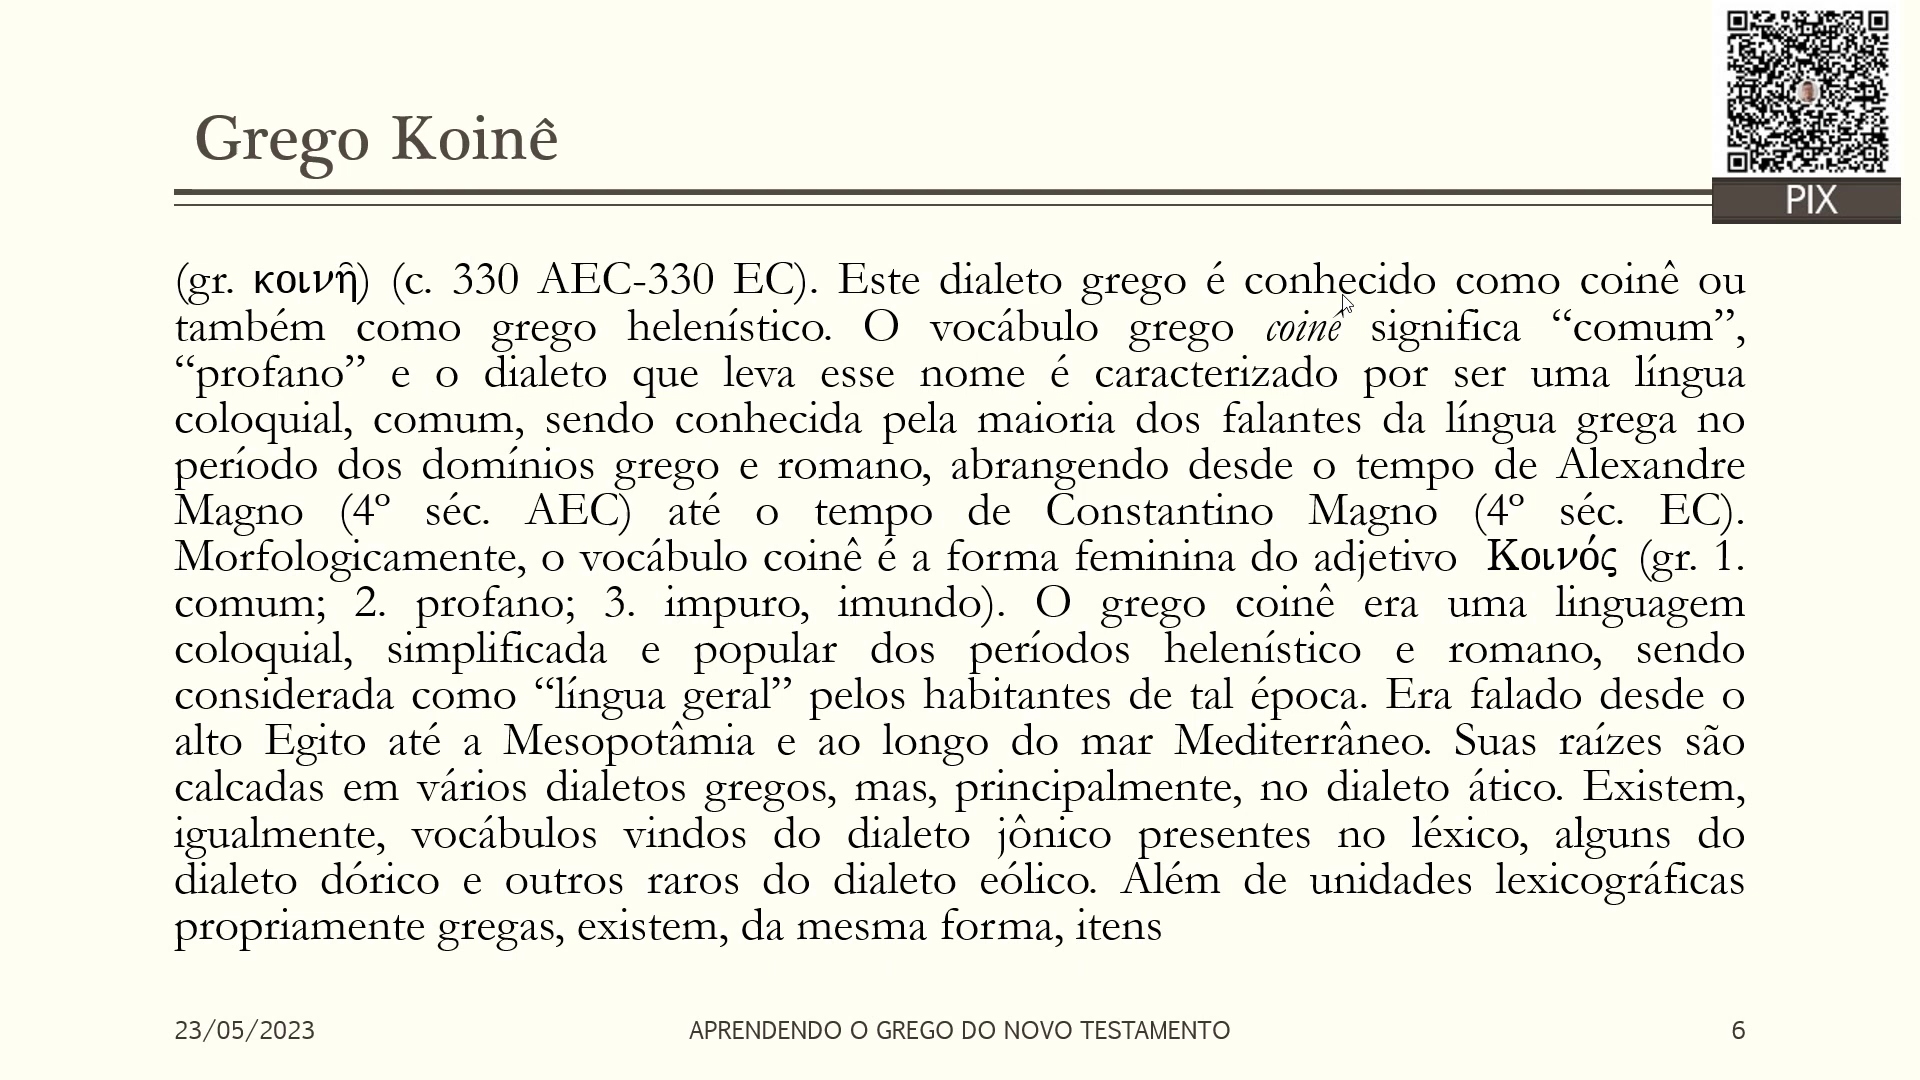 Grego Koinê
PIX
(gr. κοινῆ) (c. 330 AEC-330 EC). Este dialeto grego é conhecido como coinê ou
também como grego helenístico. O vocábulo grego coinê significa “comum”,
“profano” e o dialeto que leva esse nome é caracterizado por ser uma língua
coloquial, comum, sendo conhecida pela maioria dos falantes da língua grega no
período dos domínios grego e romano, abrangendo desde o tempo de Alexandre
Magno (4º séc. AEC) até o tempo de Constantino Magno (4º séc. EC).
Morfologicamente, o vocábulo coinê é a forma feminina do adjetivo Κοινός (gr. 1.
comum; 2. profano; 3. impuro, imundo). O grego coinê era uma linguagem
coloquial, simplificada e popular dos períodos helenístico e romano, sendo
considerada como “língua geral” pelos habitantes de tal época. Era falado desde o
alto Egito até a Mesopotâmia e ao longo do mar Mediterrâneo. Suas raízes são
calcadas em vários dialetos gregos, mas, principalmente, no dialeto ático. Existem,
igualmente, vocábulos vindos do dialeto jônico presentes no léxico, alguns do
dialeto dórico e outros raros do dialeto eólico. Além de unidades lexicográficas
propriamente gregas, existem, da mesma forma, itens
23/05/2023
APRENDENDO O GREGO DO NOVO TESTAMENTO
6